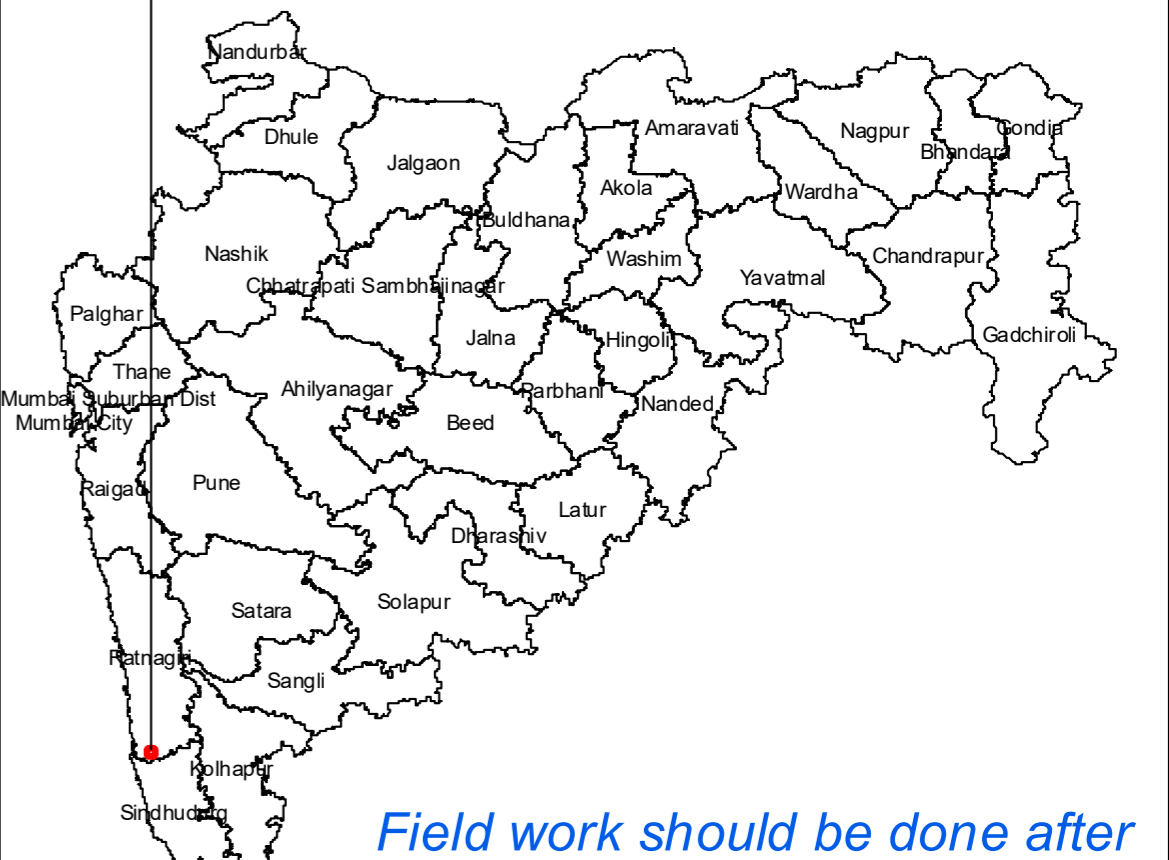 Nandurbar
Dhule
Jalgaon
Amaravati
Nagpur
Gondia
Bhandara
Akola
Wardha
Buldhana
Nashik
Washim
Chandrapur
Chhatrapati Sambhajinagar
Yavatmal
Palghar
Jalna
Hingoli
Gadchiroli
Thane
Ahilyanagar
Parbhani
Mumbai Suburban Dist
Nanded
Mumbai City
Beed
Raigad
Pune
Latur
Dharashiv
Satara
Solapur
Ratnagiri
Sangli
Kolhapur
Sindhudurg
Field work should be done after